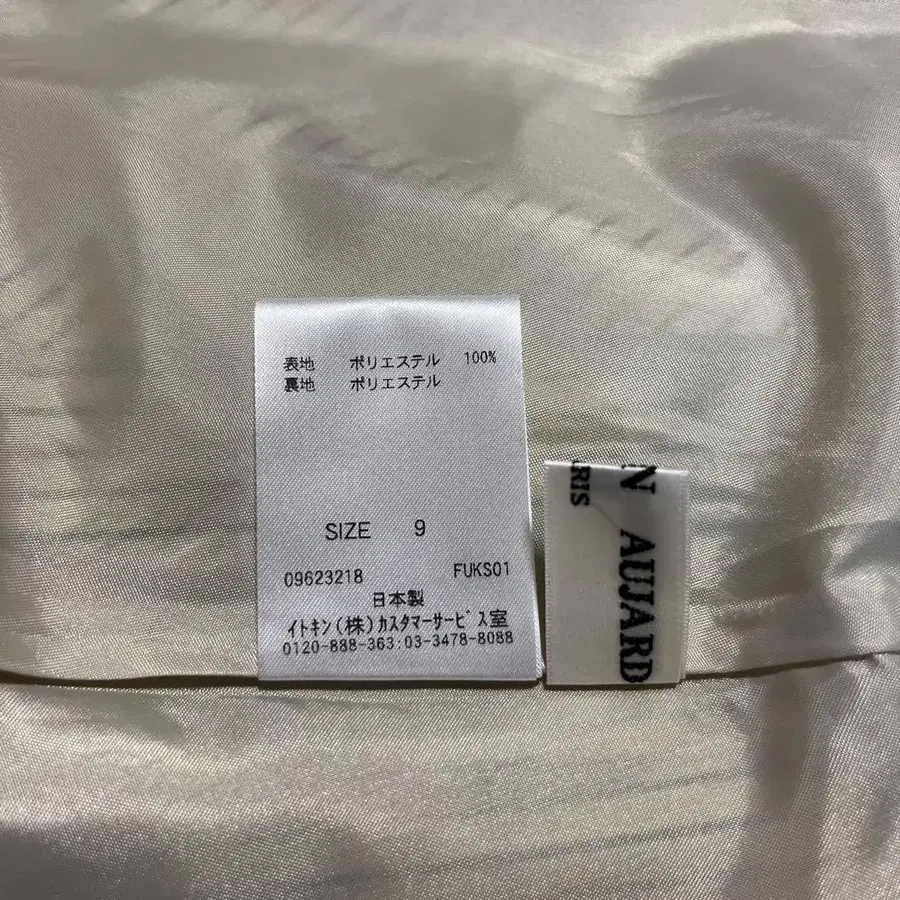 表地 ポリエステル 100%
裏地 ポリエステル
SIZE 9
09623218 FUKS01
日本製
イトキン(株)カスタマーサービス室
0120-888-363:03-3478-8088
N AUJARD
ARIS